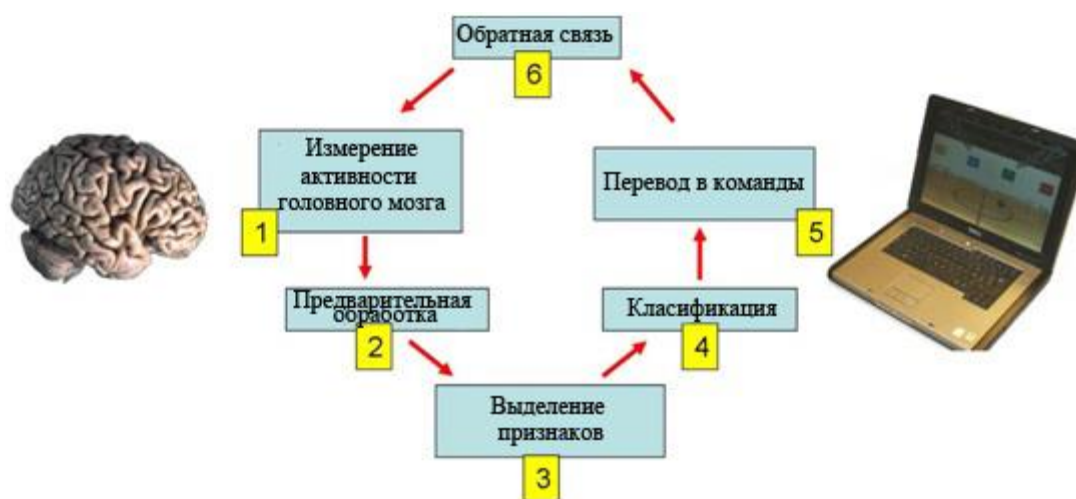 Обратная связь
6
Измерение
активности
головного мозга
1
Предварительная
обработка
2
Выделение
признаков
3
Класификация
4
Перевод в команды
5